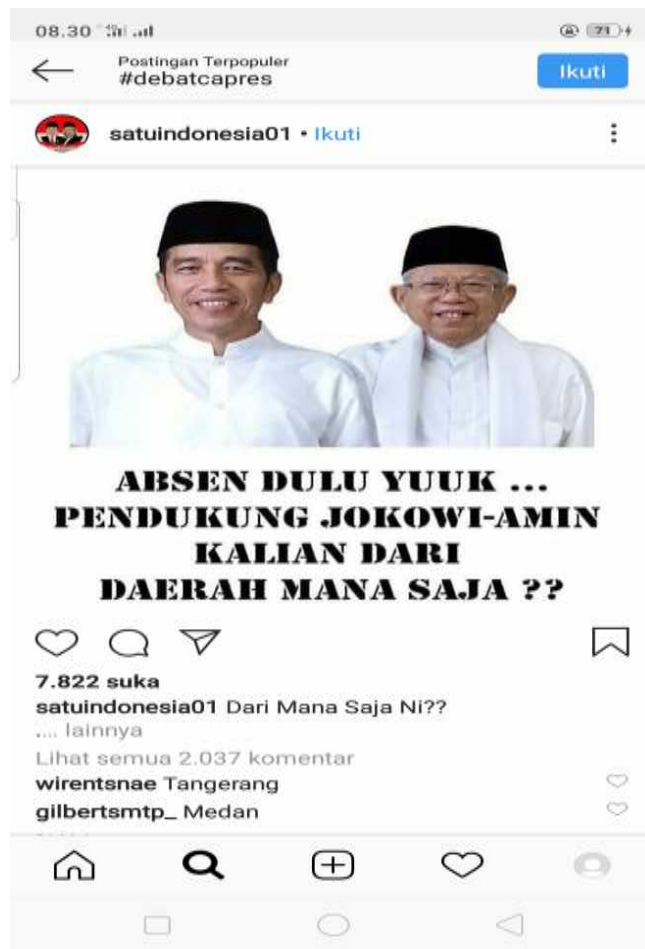 08.30
71
Postingan Terpopuler
#debatcapres
Ikuti
satuindonesia01 • Ikuti
ABSEN DULU YUUK ...
PENDUKUNG JOKOWI-AMIN
KALIAN DARI
DAERAH MANA SAJA ??
7.822 suka
satuindonesia01 Dari Mana Saja Ni??
.... lainnya
Lihat semua 2.037 komentar
wirentsnae Tangerang
gilbertsmtp_ Medan